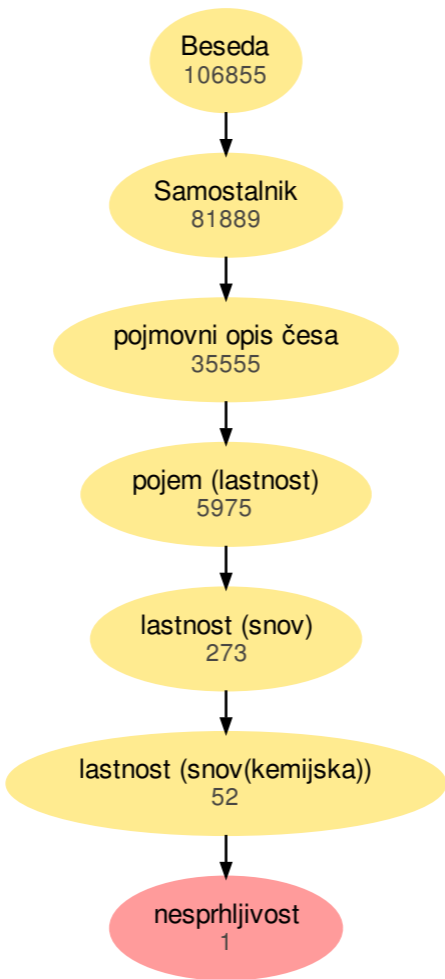 Beseda
106855
Samostalnik
81889
pojmovni opis česa
35555
pojem (lastnost)
5975
lastnost (snov)
273
lastnost (snov(kemijska))
52
nesprhljivost
1